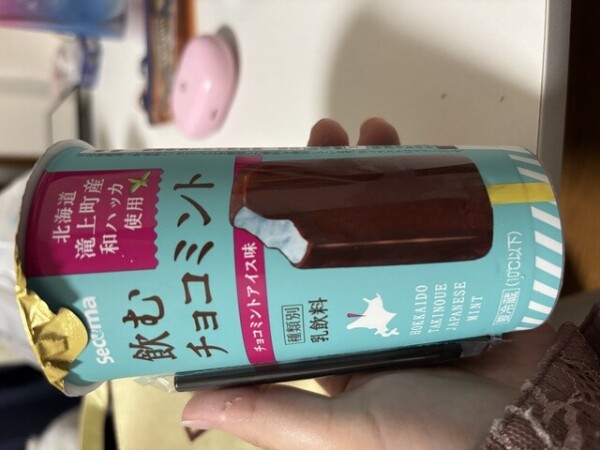 北海道
滝上町産
和ハッカ
使用
secoma
飲む
チョコミント
チョコミントアイス味
種類別
乳飲料
HOKKAIDO
TAKINOUE
JAPANESE
MINT
要冷蔵(10℃以下)